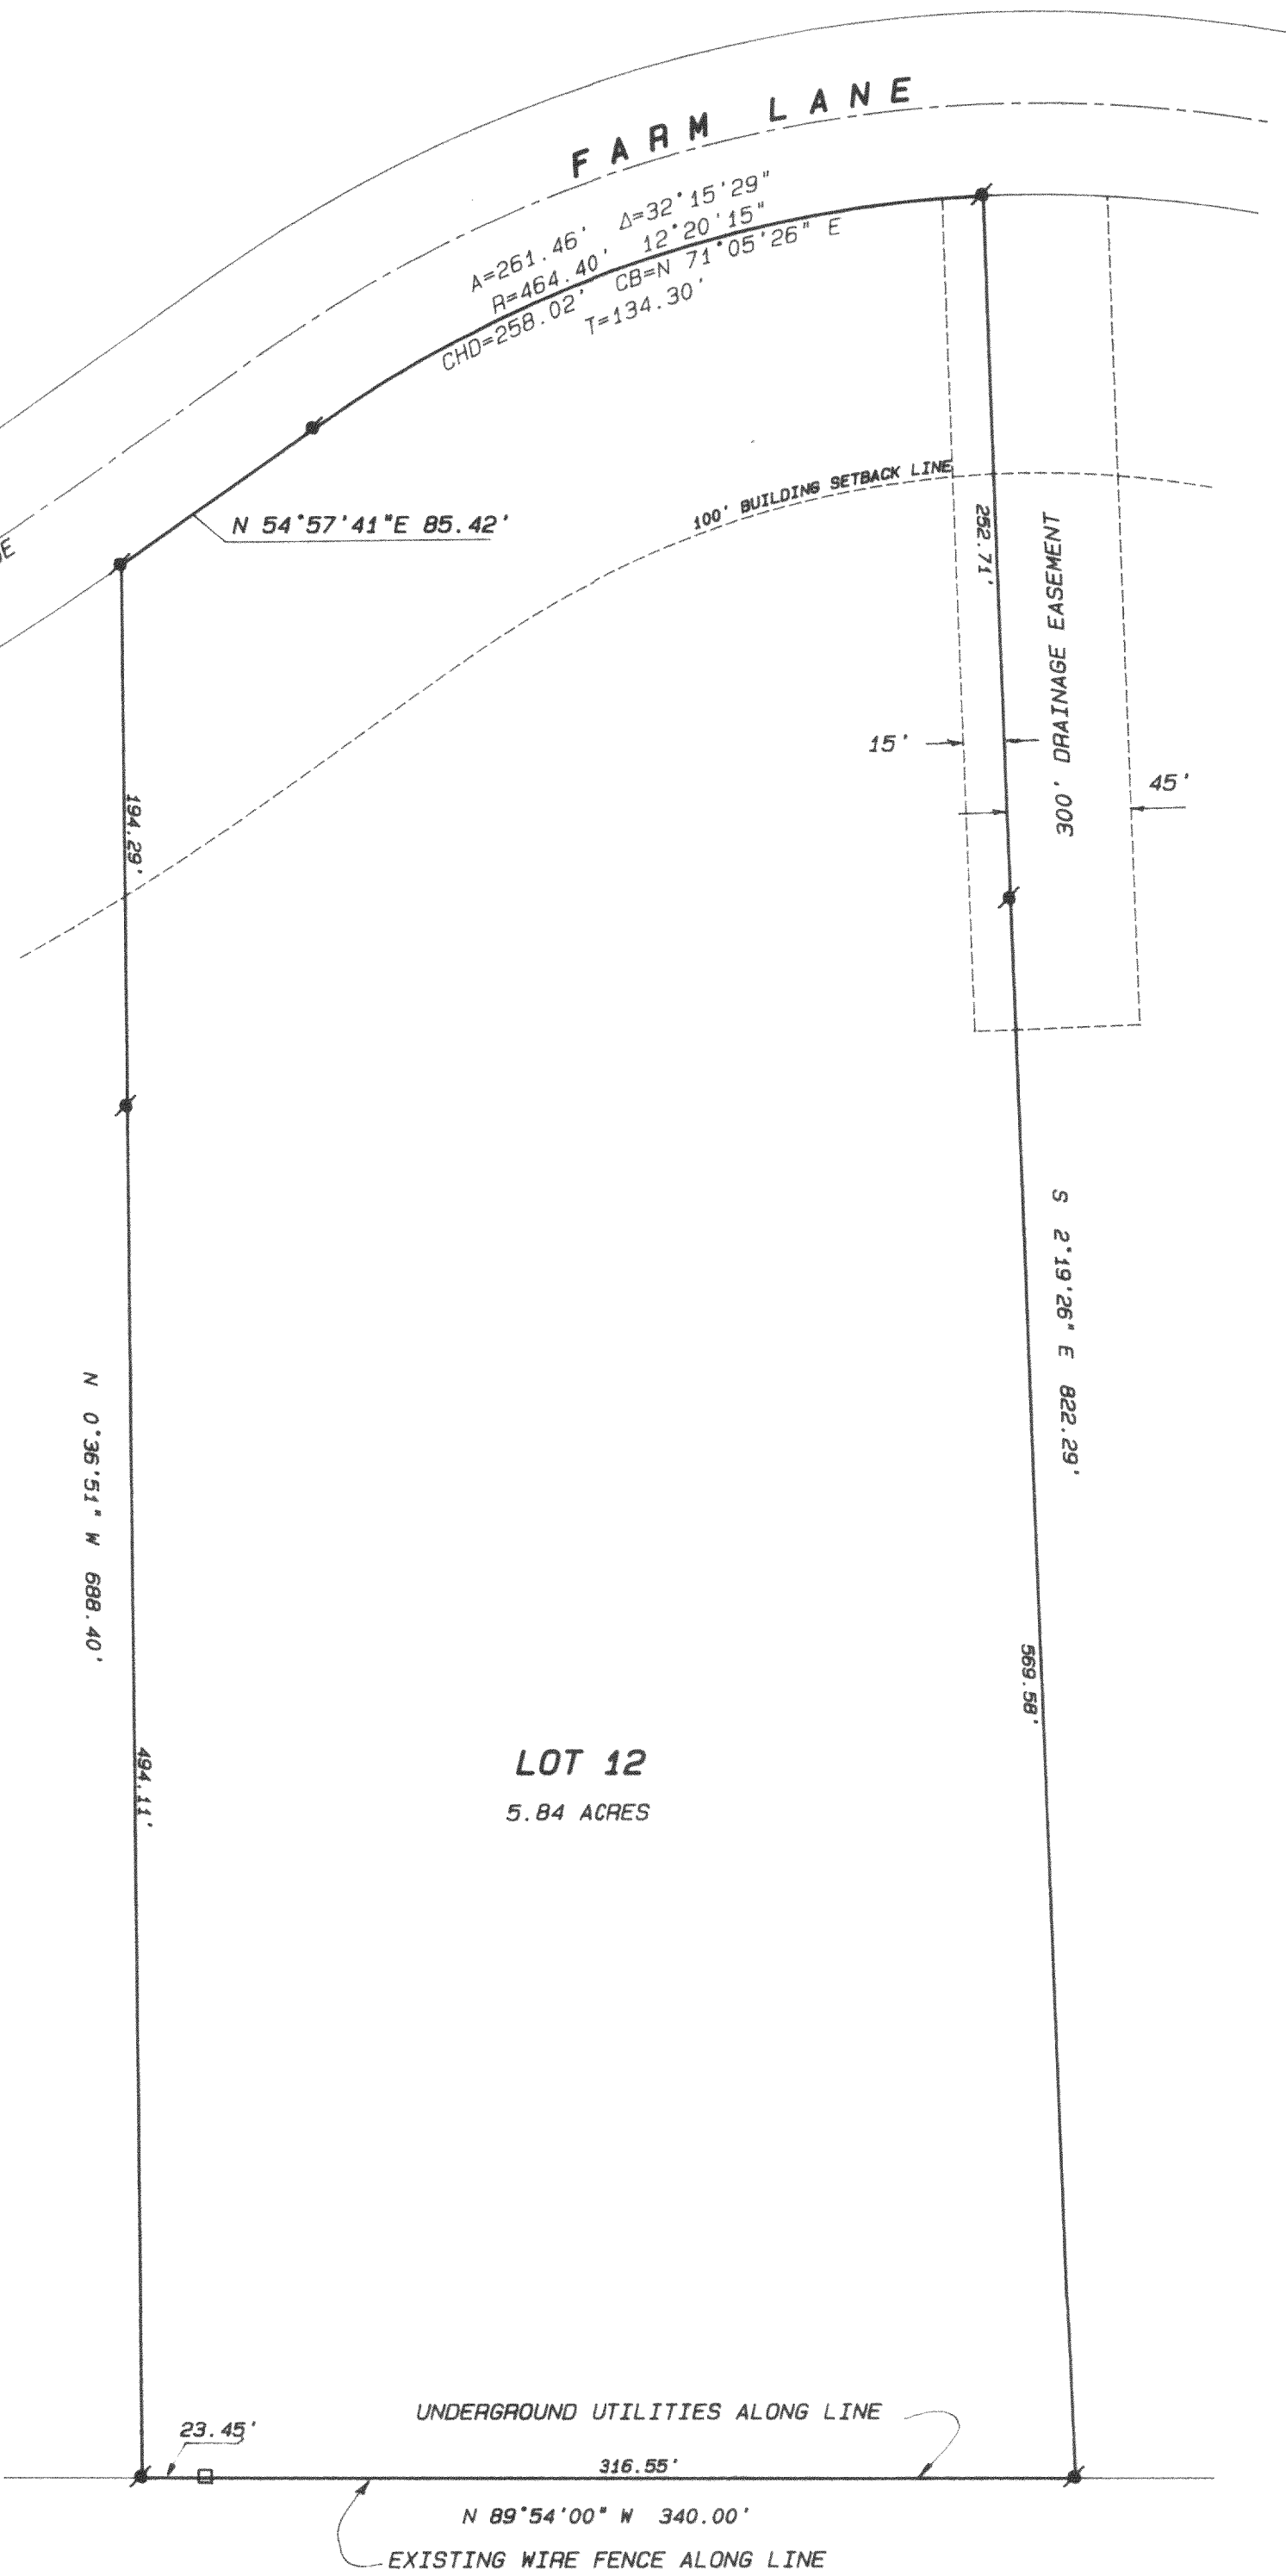 FARM LANE
A=261.46' Δ=32°15'29"
R=464.40' 12°20'15"
CHD=258.02' CB=N 71°05'26" E
T=134.30'
N 54°57'41"E 85.42'
100' BUILDING SETBACK LINE
252.71'
300' DRAINAGE EASEMENT
15'
45'
194.29'
S 2°19'26" E 822.29'
N 0°36'51" W 688.40'
569.58'
494.11'
LOT 12
5.84 ACRES
UNDERGROUND UTILITIES ALONG LINE
23.45'
316.55'
N 89°54'00" W 340.00'
EXISTING WIRE FENCE ALONG LINE